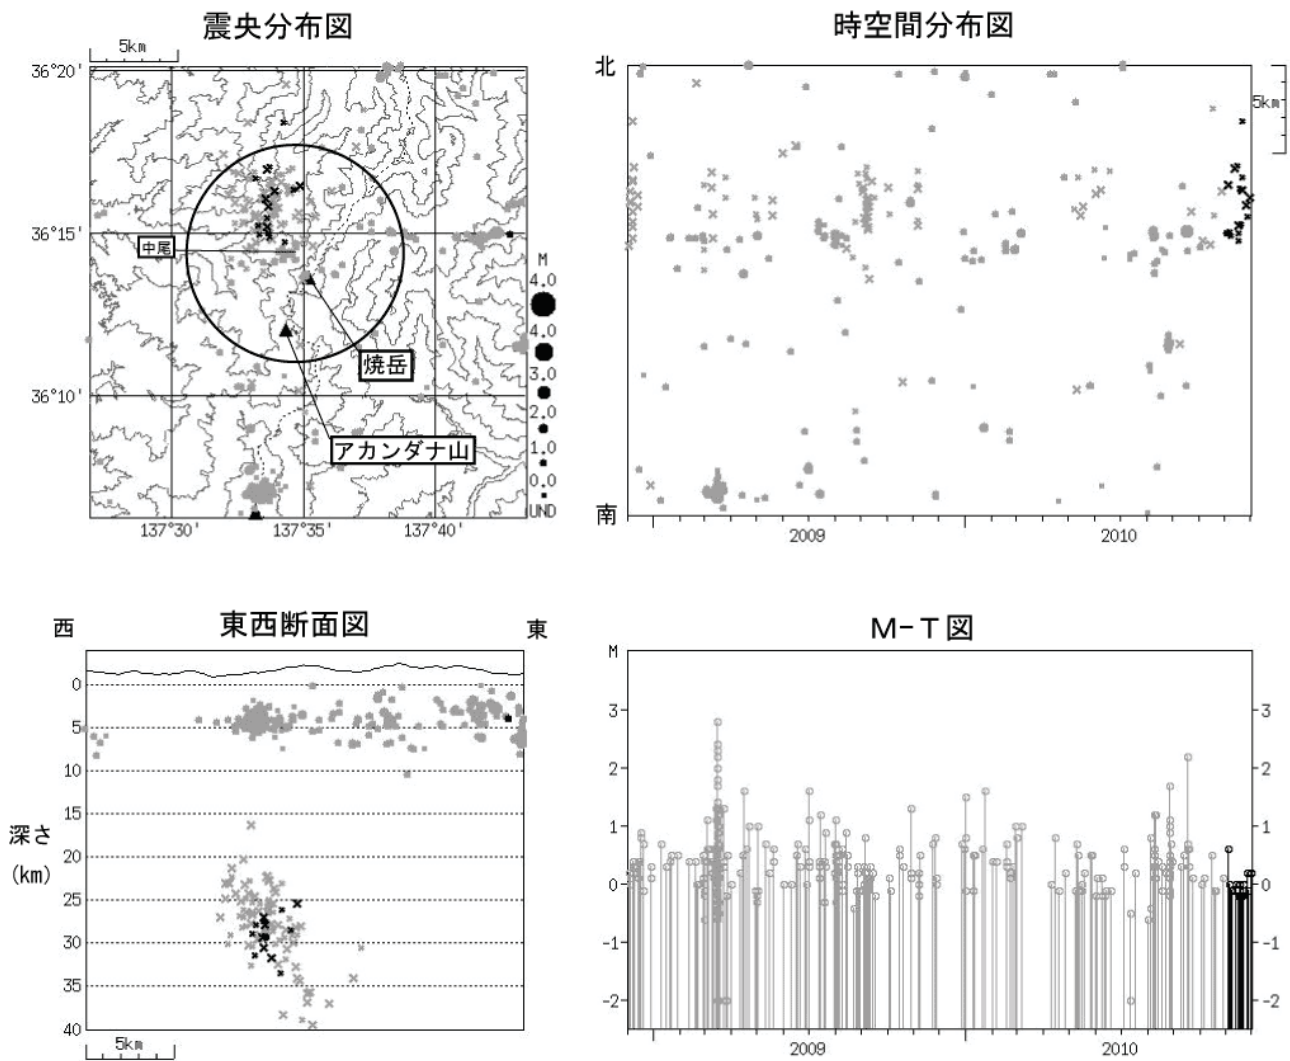 震央分布図
5km
36°20'
36°15'
36°10'
137°30'
137°35'
137°40'
中尾
焼岳
アカンダナ山
M
4.0
4.0
3.0
2.0
1.0
0.0
UND
時空間分布図
北
南
5km
2009
2010
東西断面図
西
東
0
5
10
15
20
25
30
35
40
深さ
(km)
5km
M-T図
M
3
2
1
0
-1
-2
3
2
1
0
-1
-2
2009
2010